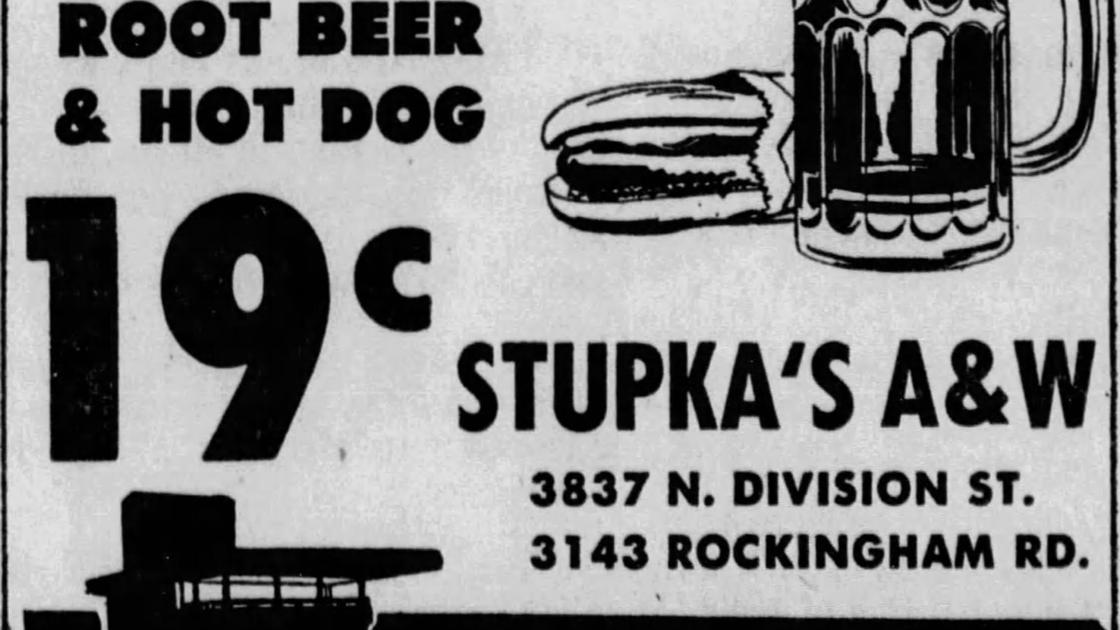 ROOT BEER
& HOT DOG
19c
STUPKA'S A&W
3837 N. DIVISION ST.
3143 ROCKINGHAM RD.